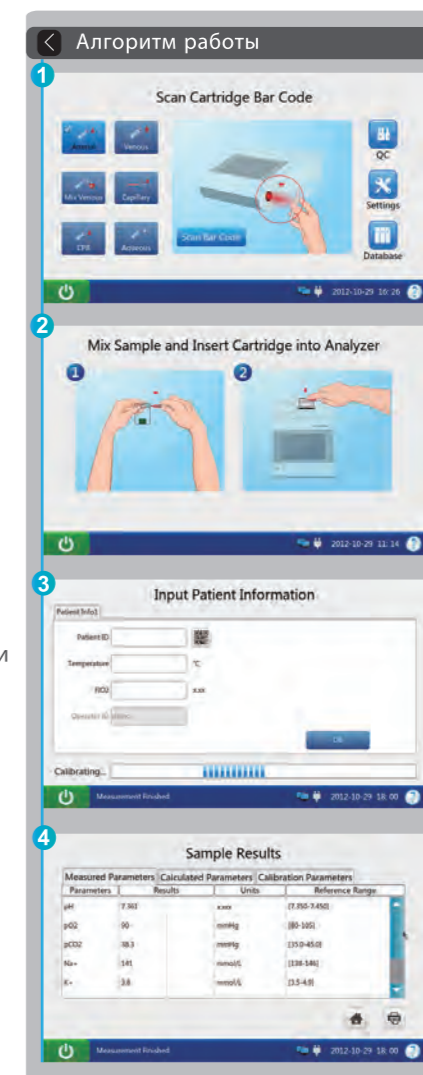 Алгоритм работы
1
Scan Cartridge Bar Code
Arterial Venous
QC
Mix Venous Capillary
Settings
CPB
Scan Bar Code
Database
2012-10-29 16:26 ?
2
Mix Sample and Insert Cartridge into Analyzer
1 2
2012-10-29 11:14 ?
и
3
Input Patient Information
Patient Info1
Patient ID
Temperature °C
FIO2 x.xx
Operator ID
Ok
Calibrating...
Measurement Finished. 2012-10-29 18:00 ?
4
Sample Results
Measured Parameters Calculated Parameters Calibration Parameters
Parameters Results Units Reference Range
pH x.xxx [7.350-7.450]
pO2 90 mmHg [80-105]
pCO2 38.3 mmHg [35.0-45.0]
Na+ 141 mmol/L [138-146]
K+ 3.8 mmol/L [3.5-4.9]
Measurement Finished. 2012-10-29 18:00 ?